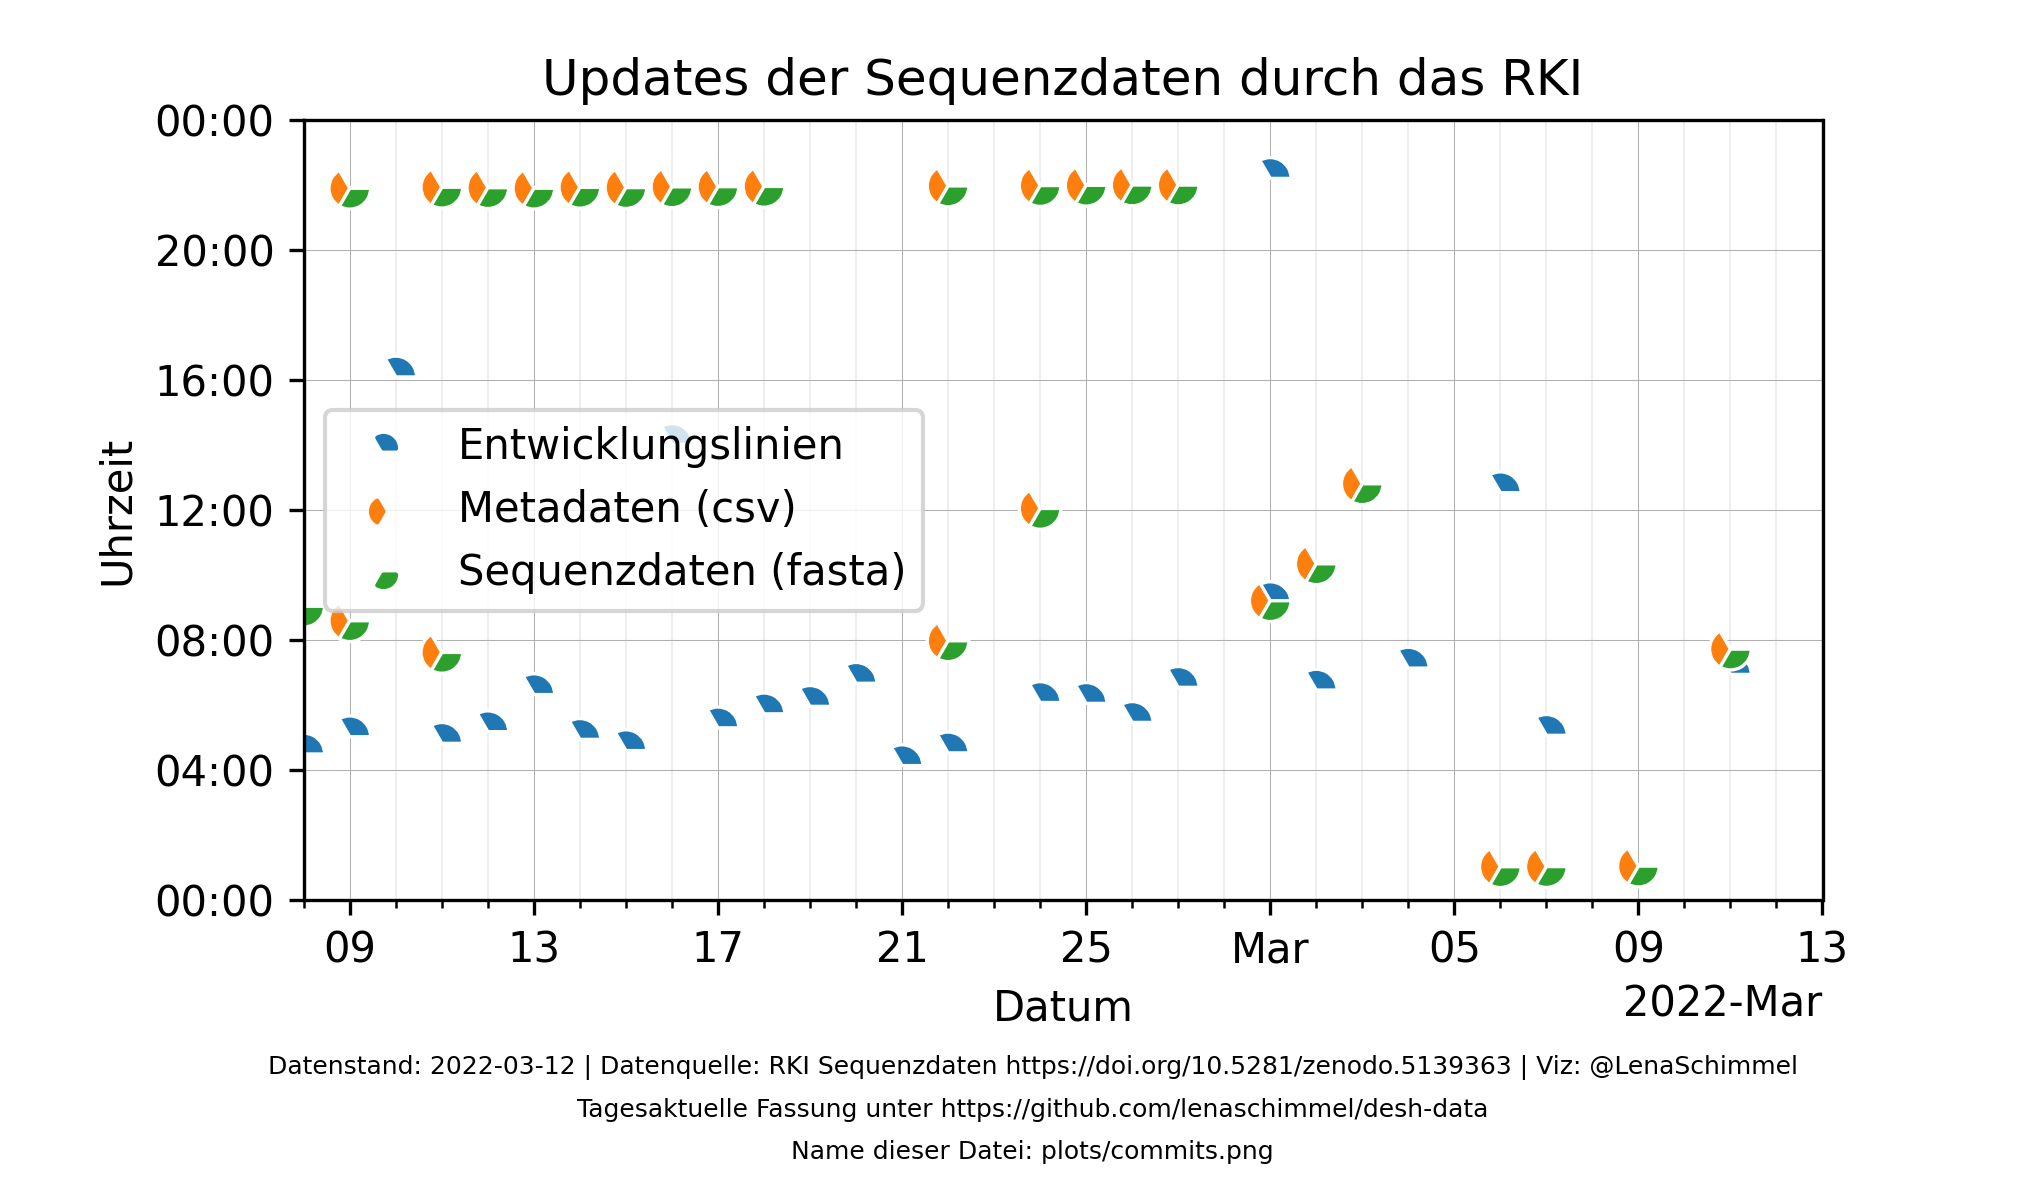 Updates der Sequenzdaten durch das RKI
00:00
20:00
16:00
12:00
08:00
04:00
00:00
Uhrzeit
Entwicklungslinien
Metadaten (csv)
Sequenzdaten (fasta)
09 13 17 21 25 Mar 05 09 13
Datum
2022-Mar
Datenstand: 2022-03-12 | Datenquelle: RKI Sequenzdaten https://doi.org/10.5281/zenodo.5139363 | Viz: @LenaSchimmel
Tagesaktuelle Fassung unter https://github.com/lenaschimmel/desh-data
Name dieser Datei: plots/commits.png